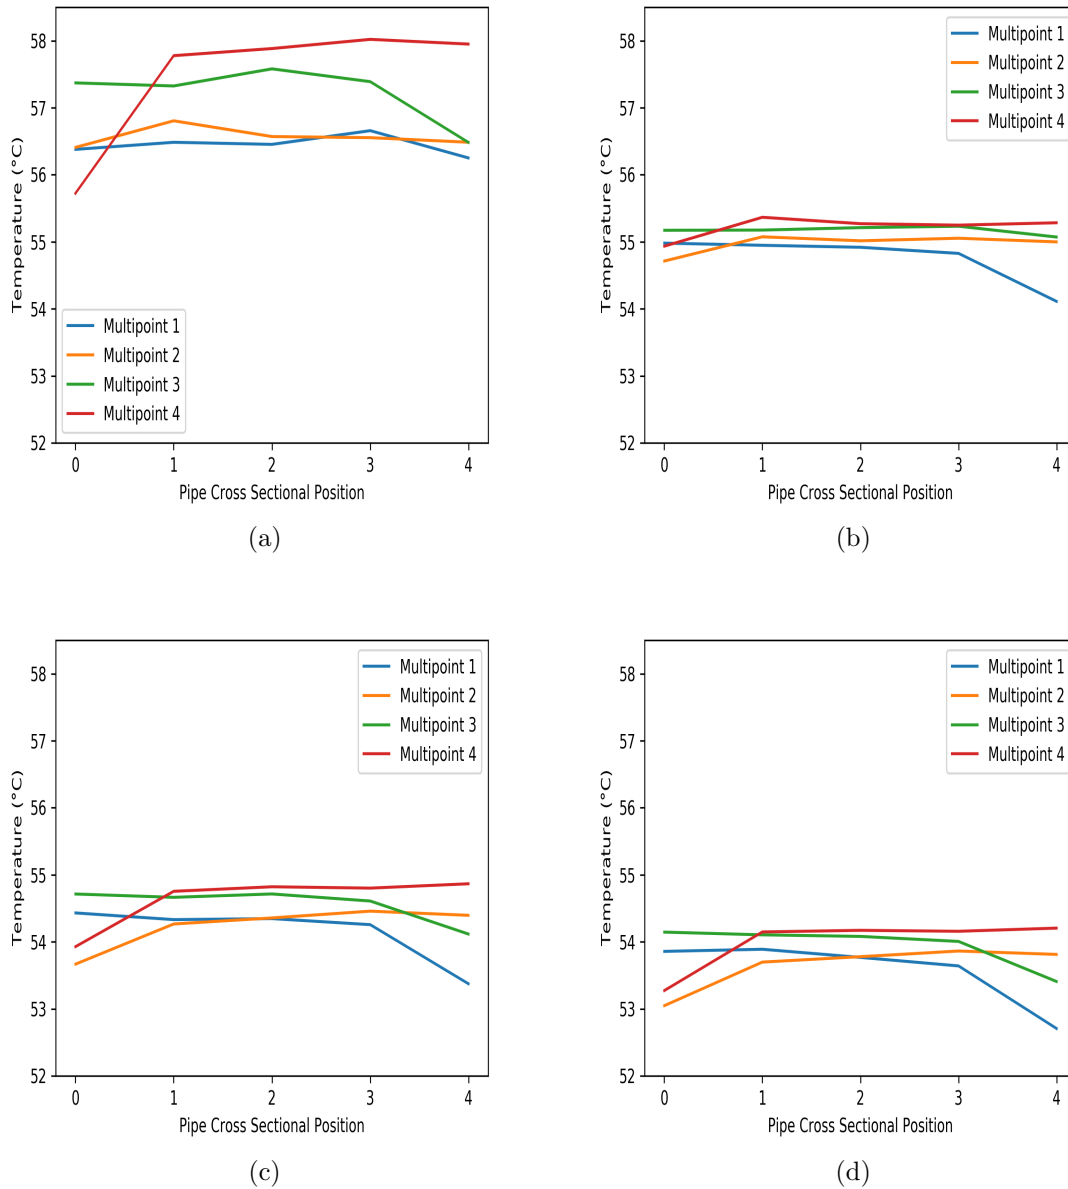 58
57
56
55
54
53
52
Temperature (°C)
Multipoint 1
Multipoint 2
Multipoint 3
Multipoint 4
0 1 2 3 4
Pipe Cross Sectional Position
(a)
58
57
56
55
54
53
52
Temperature (°C)
Multipoint 1
Multipoint 2
Multipoint 3
Multipoint 4
0 1 2 3 4
Pipe Cross Sectional Position
(b)
58
57
56
55
54
53
52
Temperature (°C)
Multipoint 1
Multipoint 2
Multipoint 3
Multipoint 4
0 1 2 3 4
Pipe Cross Sectional Position
(c)
58
57
56
55
54
53
52
Temperature (°C)
Multipoint 1
Multipoint 2
Multipoint 3
Multipoint 4
0 1 2 3 4
Pipe Cross Sectional Position
(d)